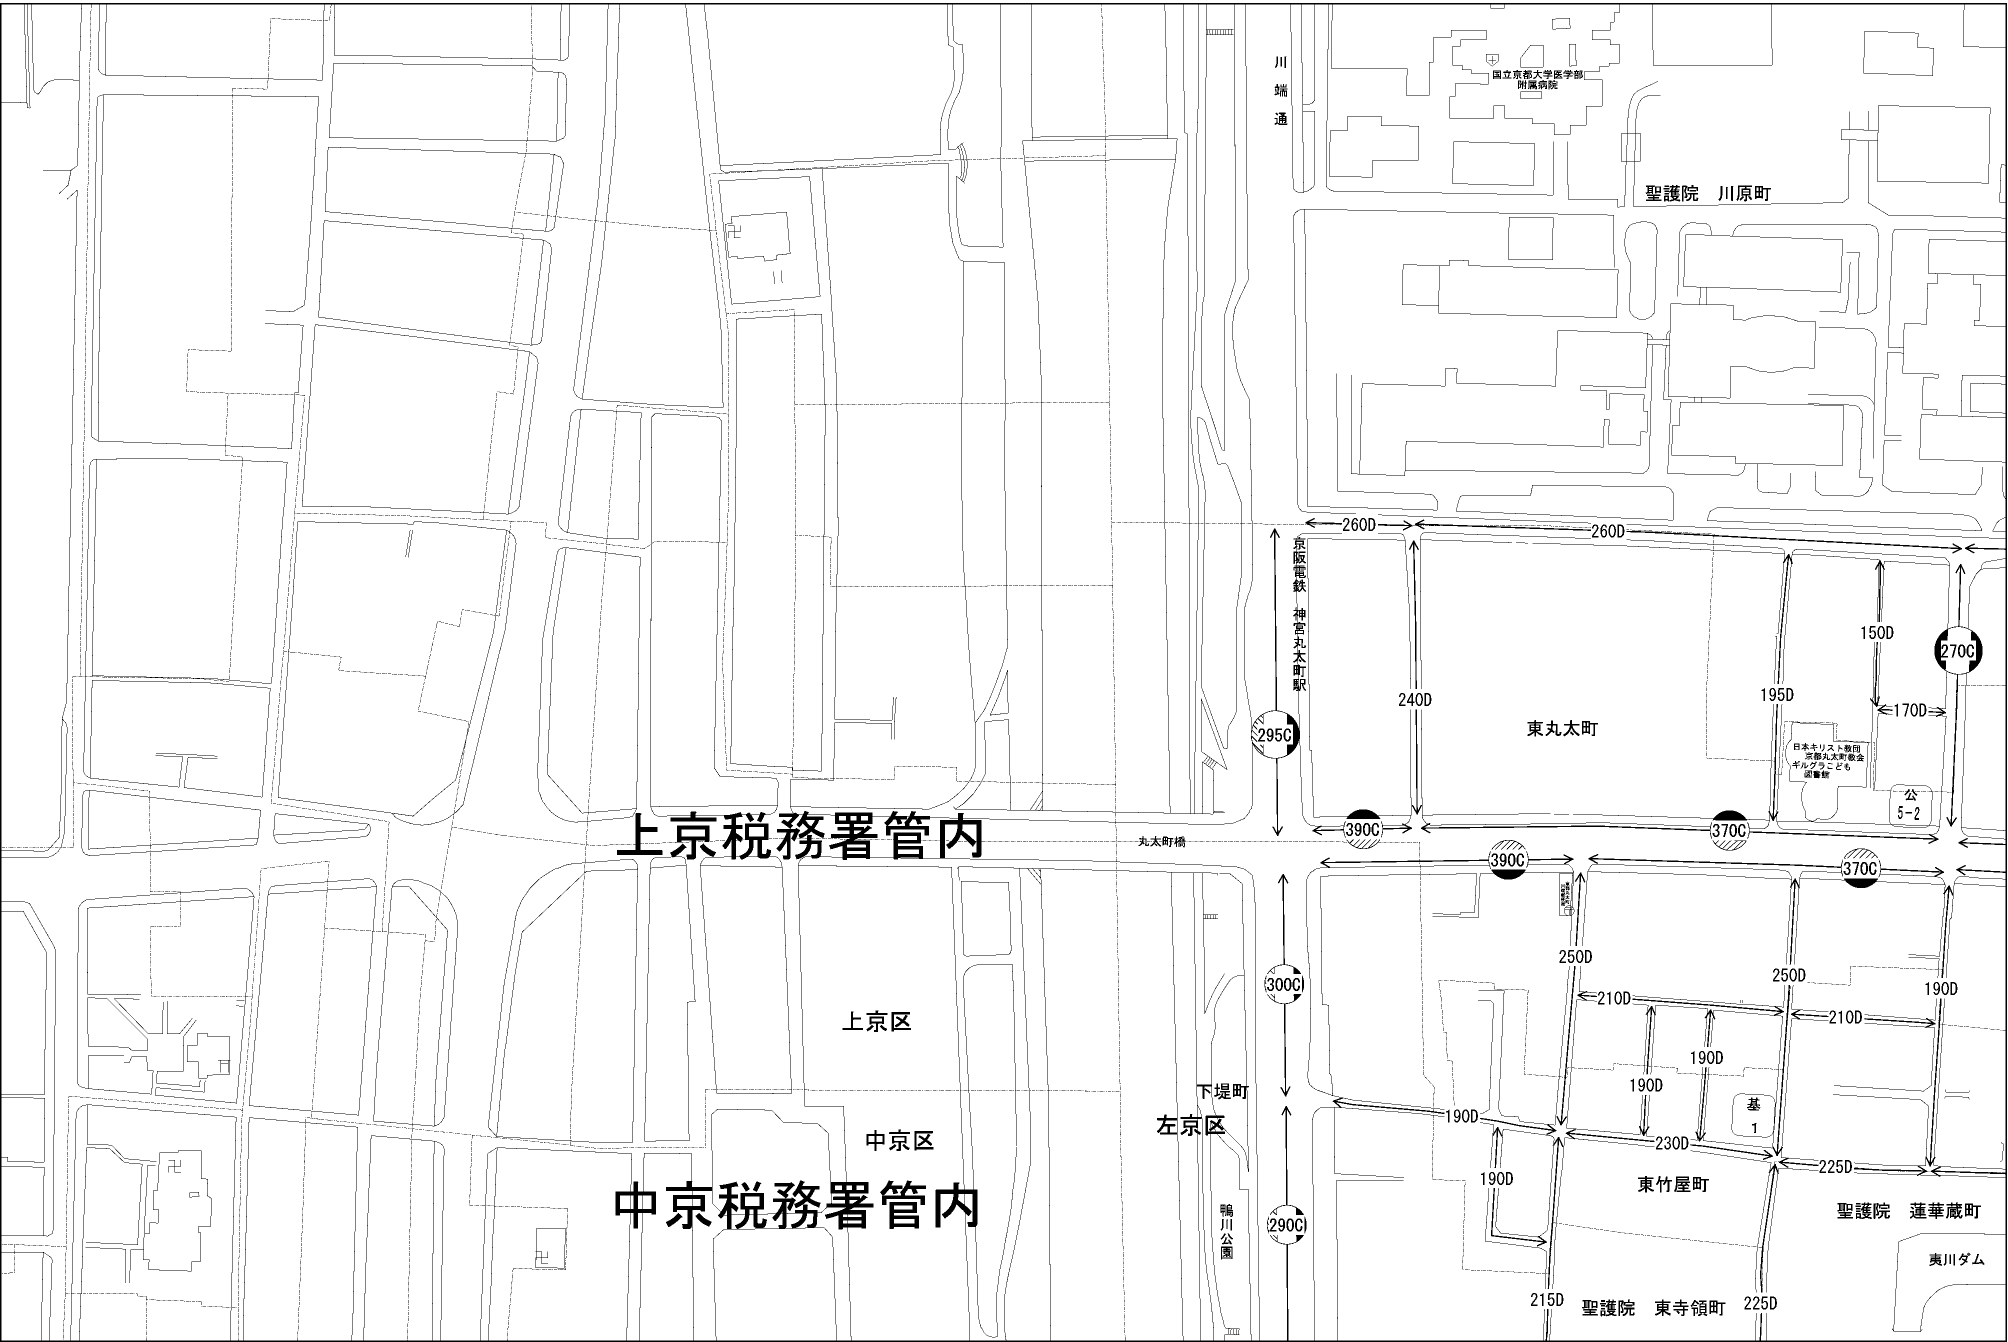 川端通
国立京都大学医学部
附属病院
聖護院　川原町
260D
260D
京阪電鉄　神宮丸太町駅
150D
270C
195D
240D
170D
295C
東丸太町
日本キリスト教団
京都丸太町教会
ギルグラこども
図書館
公
5-2
390C
370C
上京税務署管内
丸太町橋
390C
370C
250D
250D
190D
300C
210D
210D
上京区
190D
190D
下堤町
基
1
190D
左京区
中京区
230D
225D
190D
東竹屋町
中京税務署管内
聖護院　蓮華蔵町
鴨川公園
290C
夷川ダム
215D
聖護院　東寺領町
225D